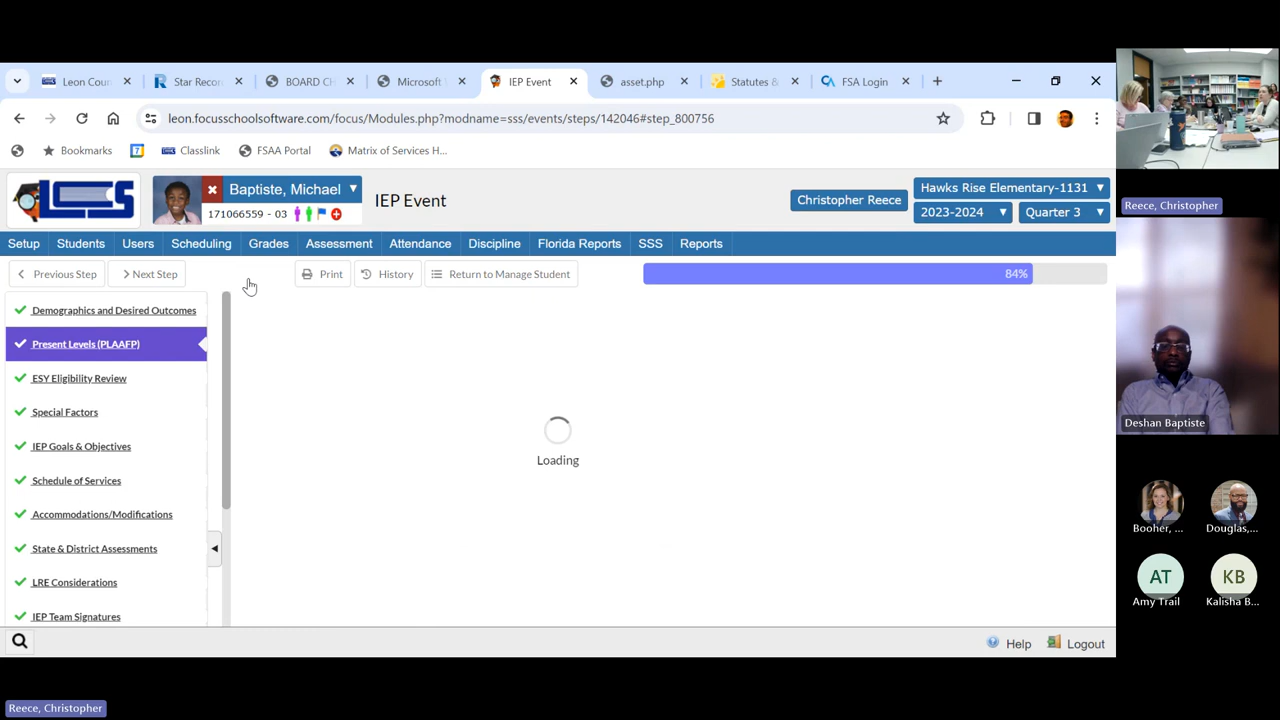 Leon Coun
Star Recor
BOARD CH
Microsoft
IEP Event
asset.php
Statutes &
FSA Login
leon.focusschoolsoftware.com/focus/Modules.php?modname=sss/events/steps/142046#step_800756
Bookmarks
7
Classlink
FSAA Portal
Matrix of Services H...
LCS
Baptiste, Michael
171066559 - 03
IEP Event
Christopher Reece
Hawks Rise Elementary-1131
2023-2024
Quarter 3
Setup
Students
Users
Scheduling
Grades
Assessment
Attendance
Discipline
Florida Reports
SSS
Reports
Previous Step
Next Step
Print
History
Return to Manage Student
84%
Demographics and Desired Outcomes
Present Levels (PLAAFP)
ESY Eligibility Review
Special Factors
IEP Goals & Objectives
Schedule of Services
Accommodations/Modifications
State & District Assessments
LRE Considerations
IEP Team Signatures
Loading
Help
Logout
Reece, Christopher
Reece, Christopher
Deshan Baptiste
Booher, ...
Douglas,...
AT
Amy Trail
KB
Kalisha B...